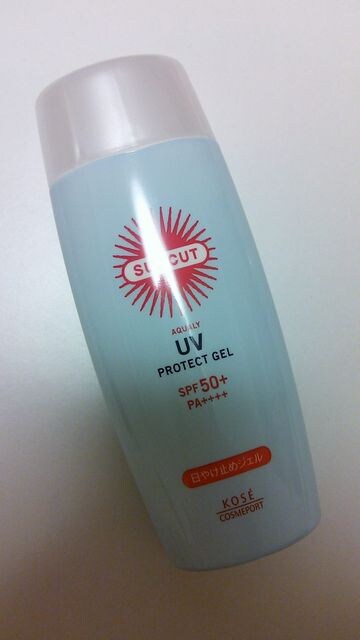 SUNCUT
AQUALY
UV
PROTECT GEL
SPF50+
PA++++
日やけ止めジェル
KOSÉ
COSMEPORT